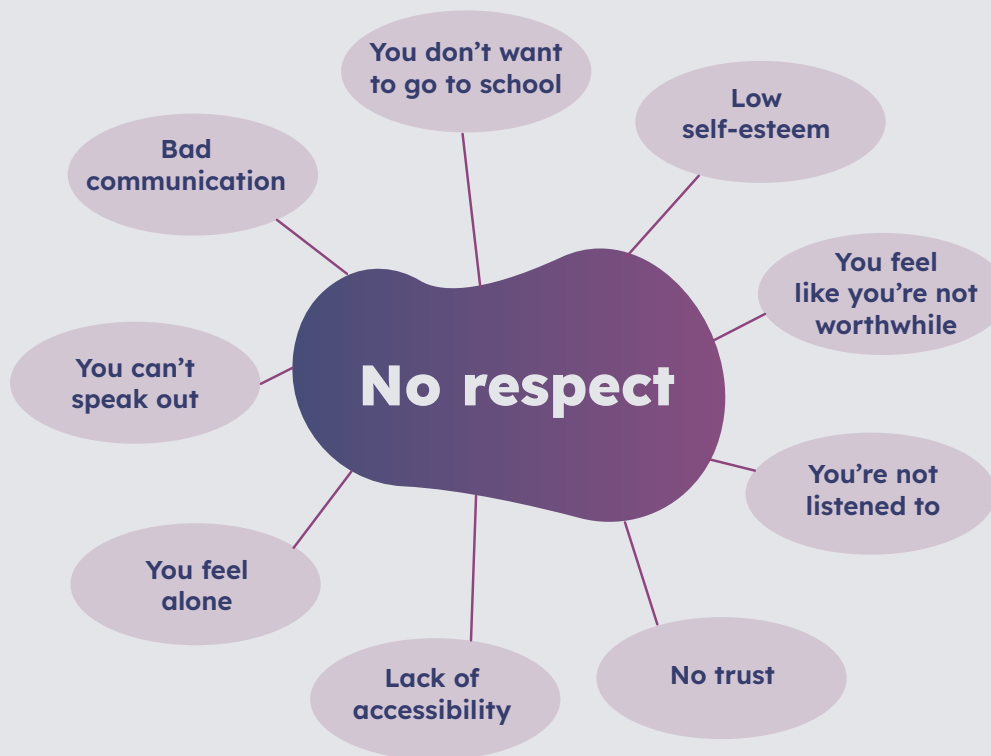 You don’t want
to go to school
Low
self-esteem
Bad
communication
You feel
like you’re not
worthwhile
You can’t
speak out
No respect
You’re not
listened to
You feel
alone
Lack of
accessibility
No trust